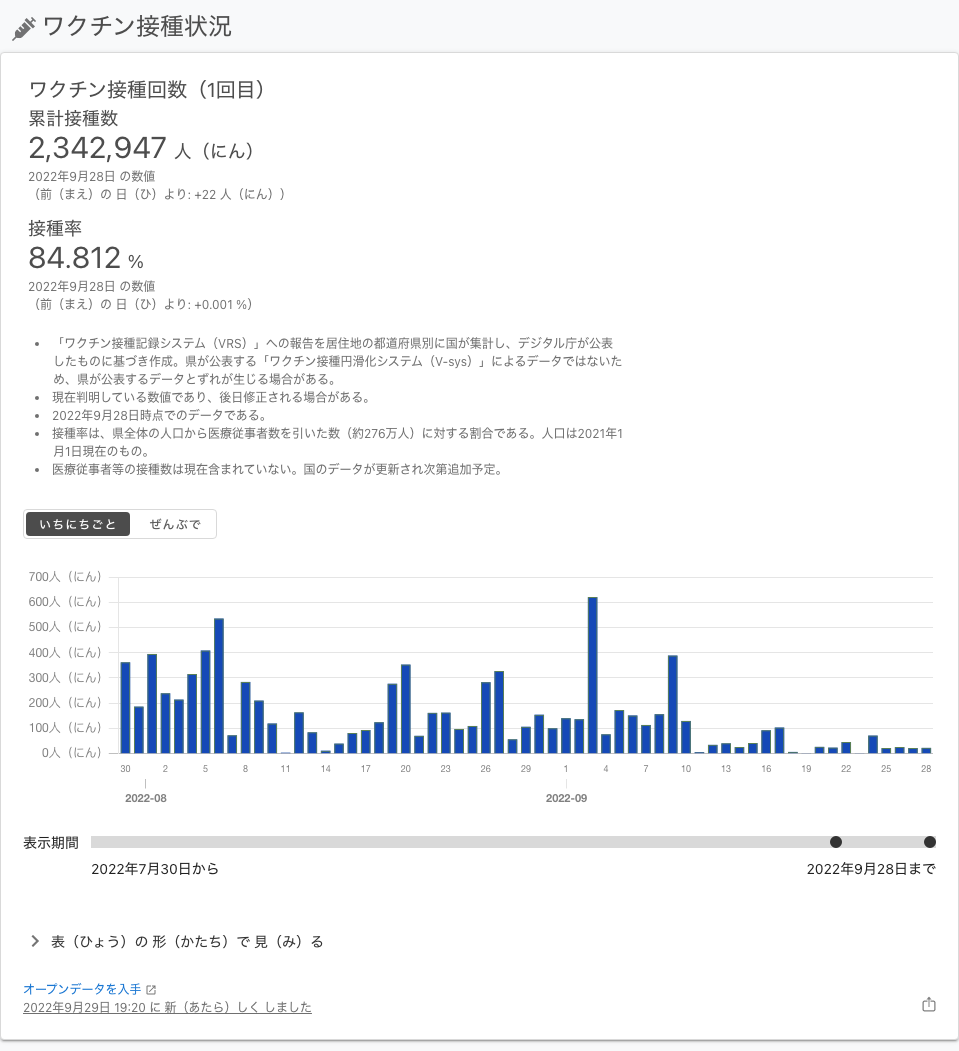 ワクチン接種状況
ワクチン接種回数（1回目）
累計接種数
2,342,947 人（にん）
2022年9月28日 の数値
（前（まえ）の 日（ひ）より: +22 人（にん））
接種率
84.812 %
2022年9月28日 の数値
（前（まえ）の 日（ひ）より: +0.001 %）
• 「ワクチン接種記録システム（VRS）」への報告を居住地の都道府県別に国が集計し、デジタル庁が公表
したものに基づき作成。県が公表する「ワクチン接種円滑化システム（V-sys）」によるデータではないた
め、県が公表するデータとずれが生じる場合がある。
• 現在判明している数値であり、後日修正される場合がある。
• 2022年9月28日時点でのデータである。
• 接種率は、県全体の人口から医療従事者数を引いた数（約276万人）に対する割合である。人口は2021年1
月1日現在のもの。
• 医療従事者等の接種数は現在含まれていない。国のデータが更新され次第追加予定。
いちにちごと ぜんぶで
700人（にん）
600人（にん）
500人（にん）
400人（にん）
300人（にん）
200人（にん）
100人（にん）
0人（にん）
30 2 5 8 11 14 17 20 23 26 29 1 4 7 10 13 16 19 22 25 28
2022-08 2022-09
表示期間
2022年7月30日から 2022年9月28日まで
表（ひょう）の 形（かたち）で 見（み）る
オープンデータを入手
2022年9月29日 19:20 に 新（あたら）しく しました